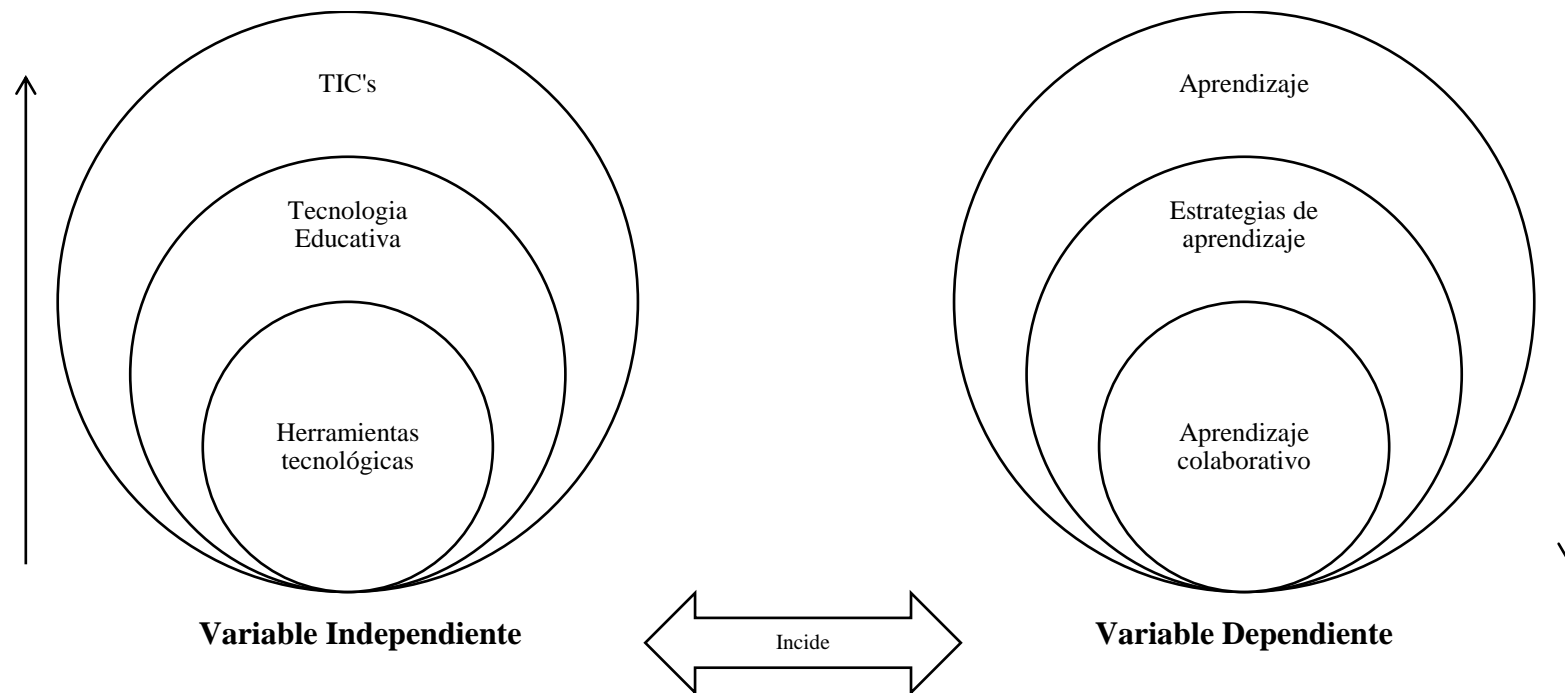 TIC's
Tecnologia
Educativa
Herramientas
tecnológicas
Variable Independiente
Incide
Aprendizaje
Estrategias de
aprendizaje
Aprendizaje
colaborativo
Variable Dependiente